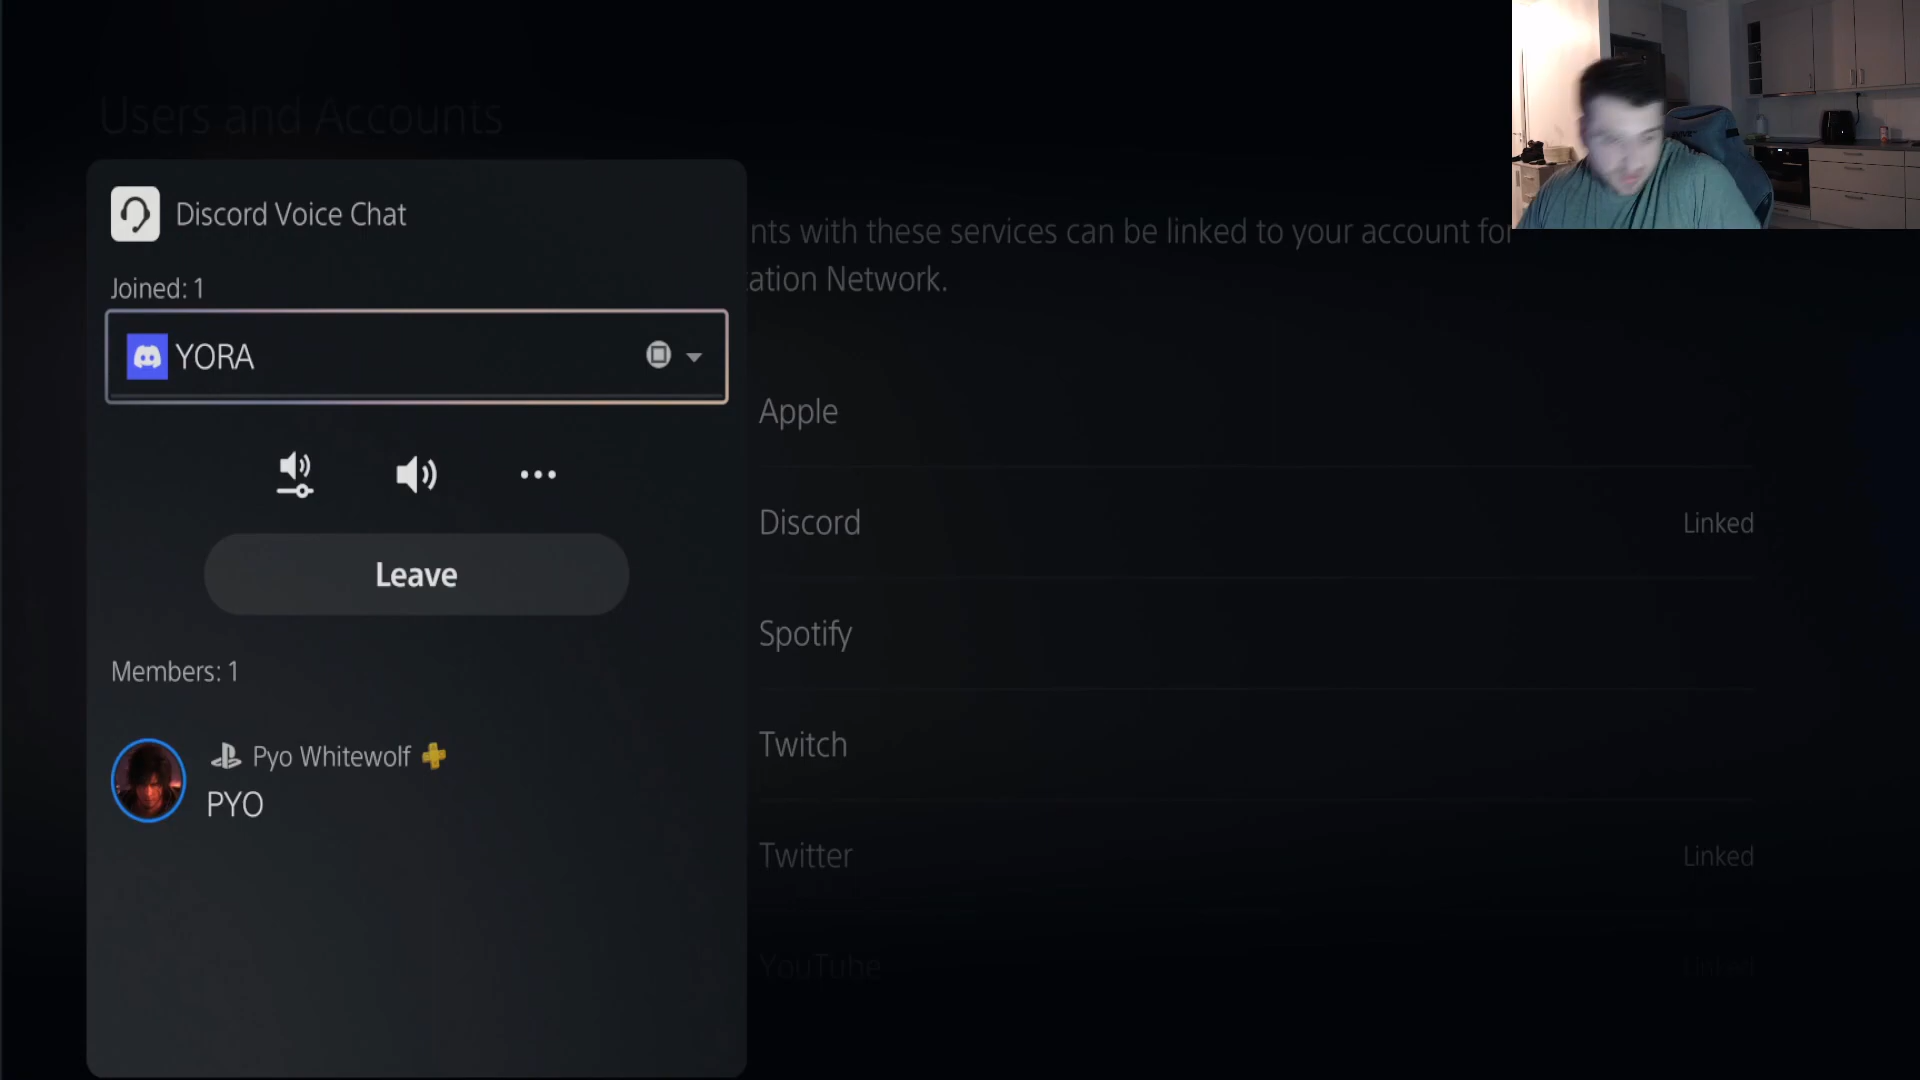 Users and Accounts
Discord Voice Chat
Joined: 1
YORA
Leave
Members: 1
Pyo Whitewolf
PYO
nts with these services can be linked to your account for
ation Network.
Apple
Discord Linked
Spotify
Twitch
Twitter Linked
YouTube Linked